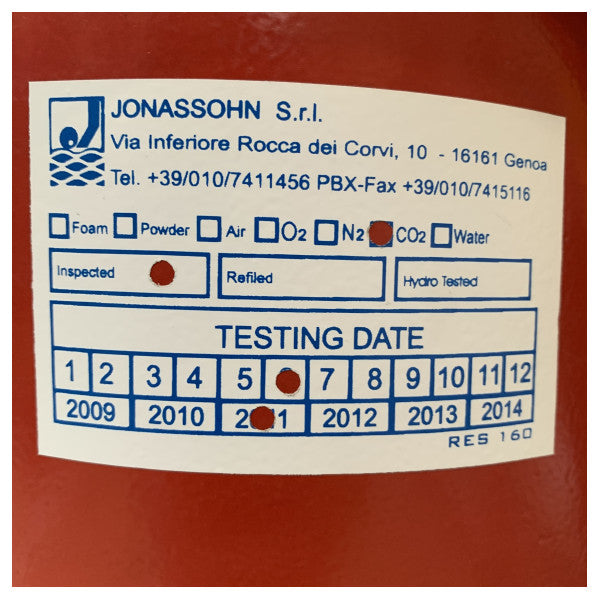 JONASSOHN S.r.l.
Via Inferiore Rocca dei Corvi, 10 - 16161 Genoa
Tel. +39/010/7411456 PBX-Fax +39/010/7415116
Foam Powder Air O2 N2 CO2 Water
Inspected Refiled Hydro Tested
TESTING DATE
1 2 3 4 5 7 8 9 10 11 12
2009 2010 2011 2012 2013 2014
RES 160